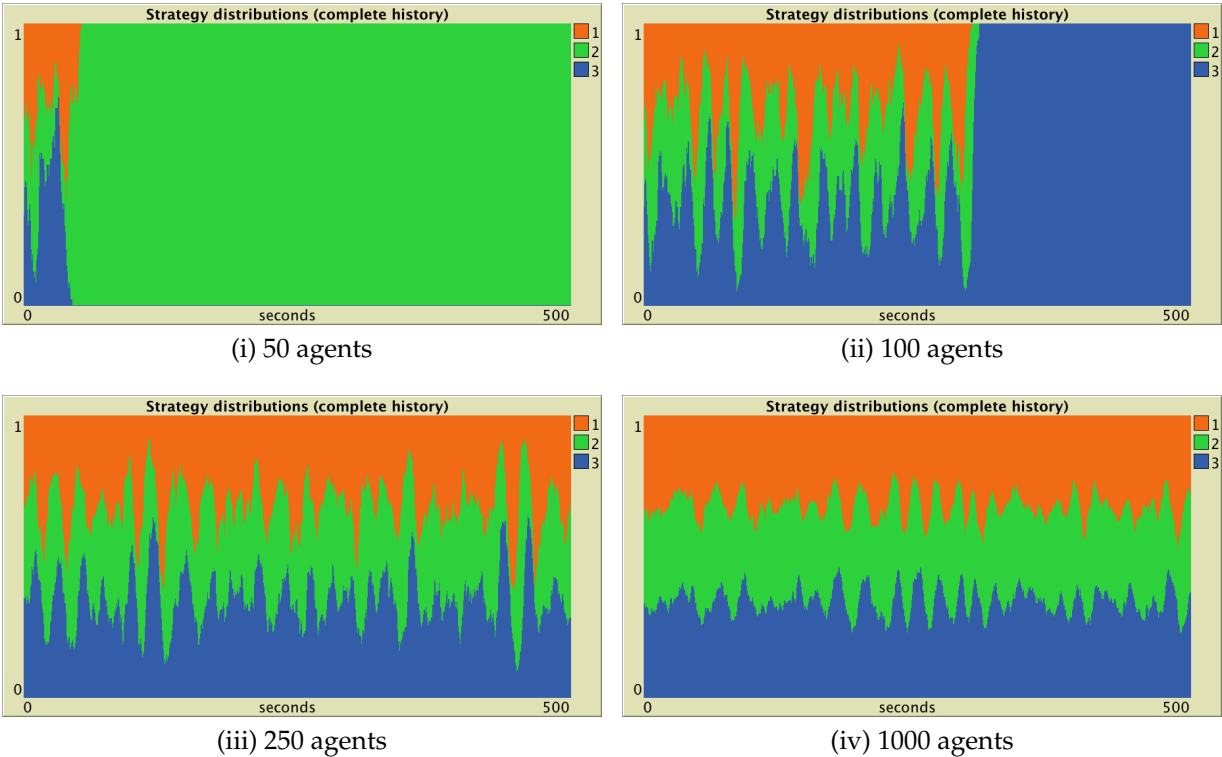 Strategy distributions (complete history)
1
1
2
3
0
0 seconds 500
(i) 50 agents
Strategy distributions (complete history)
1
1
2
3
0
0 seconds 500
(ii) 100 agents
Strategy distributions (complete history)
1
1
2
3
0
0 seconds 500
(iii) 250 agents
Strategy distributions (complete history)
1
1
2
3
0
0 seconds 500
(iv) 1000 agents